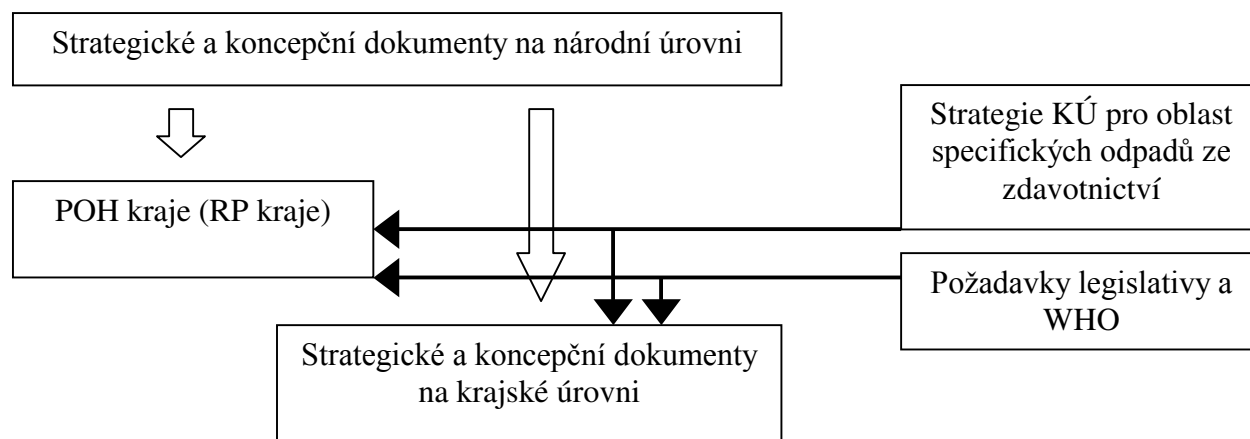 Strategické a koncepční dokumenty na národní úrovni
Strategie KÚ pro oblast
specifických odpadů ze
zdavotnictví
POH kraje (RP kraje)
Požadavky legislativy a
WHO
Strategické a koncepční dokumenty
na krajské úrovni